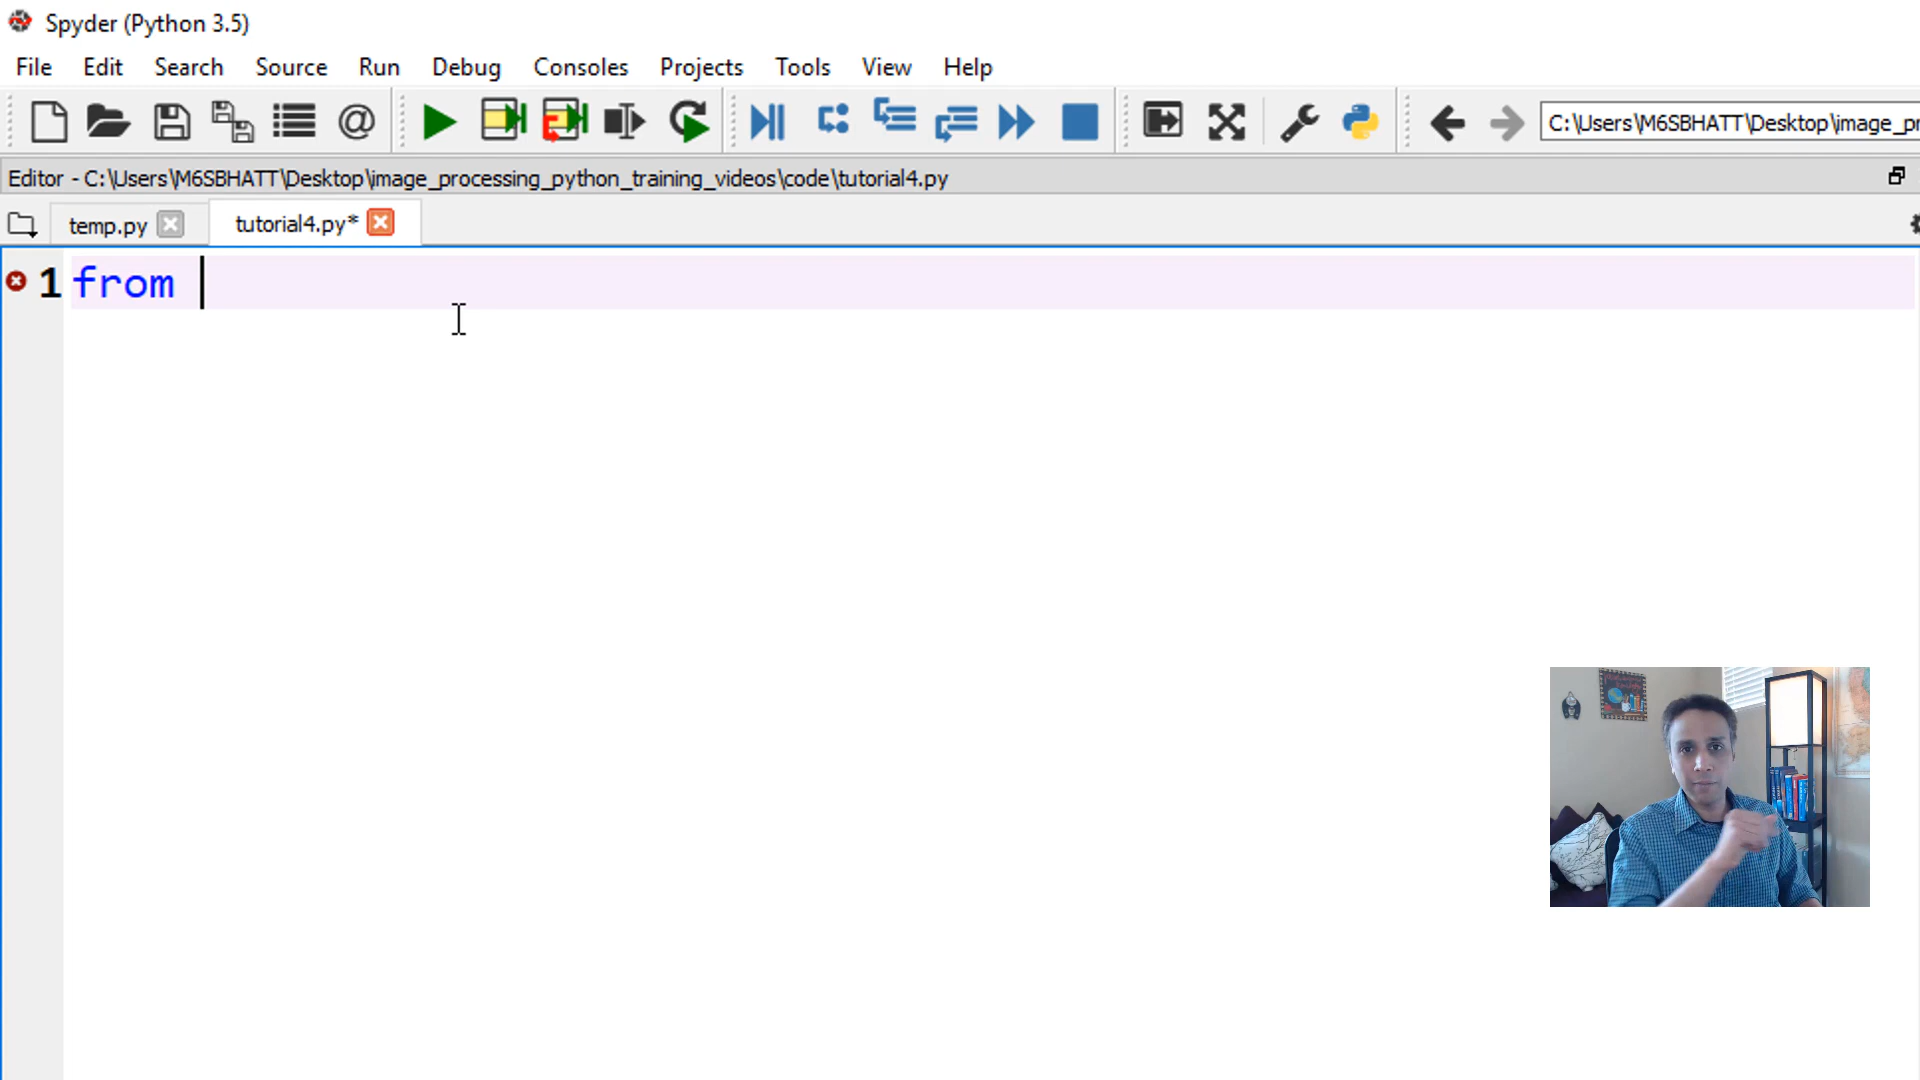 Spyder (Python 3.5)
File Edit Search Source Run Debug Consoles Projects Tools View Help
C:\Users\M6SBHATT\Desktop\image_pr
Editor - C:\Users\M6SBHATT\Desktop\image_processing_python_training_videos\code\tutorial4.py
temp.py tutorial4.py*
1 from